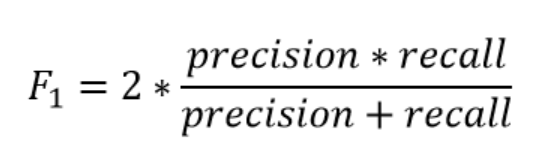 F₁ = 2 * precision * recall / precision + recall